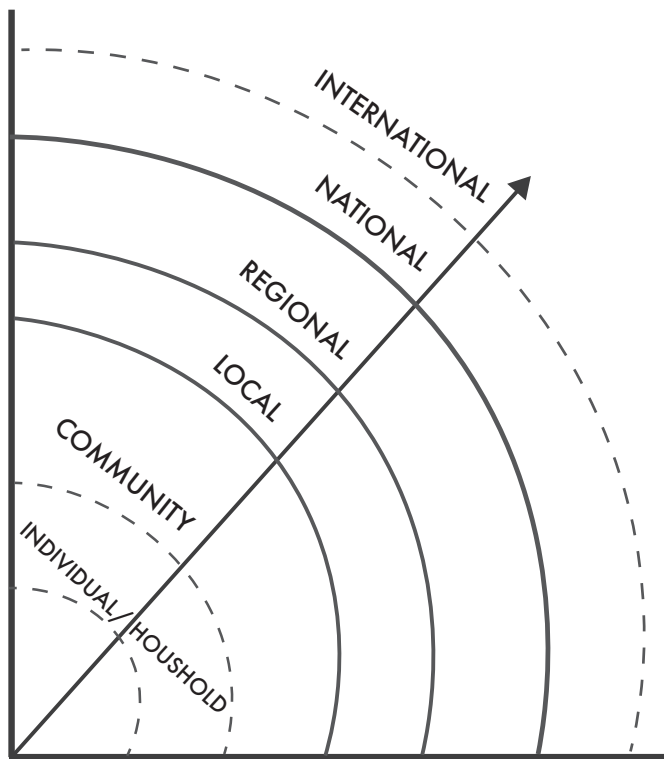 INTERNATIONAL
NATIONAL
REGIONAL
LOCAL
COMMUNITY
INDIVIDUAL/HOUSHOLD